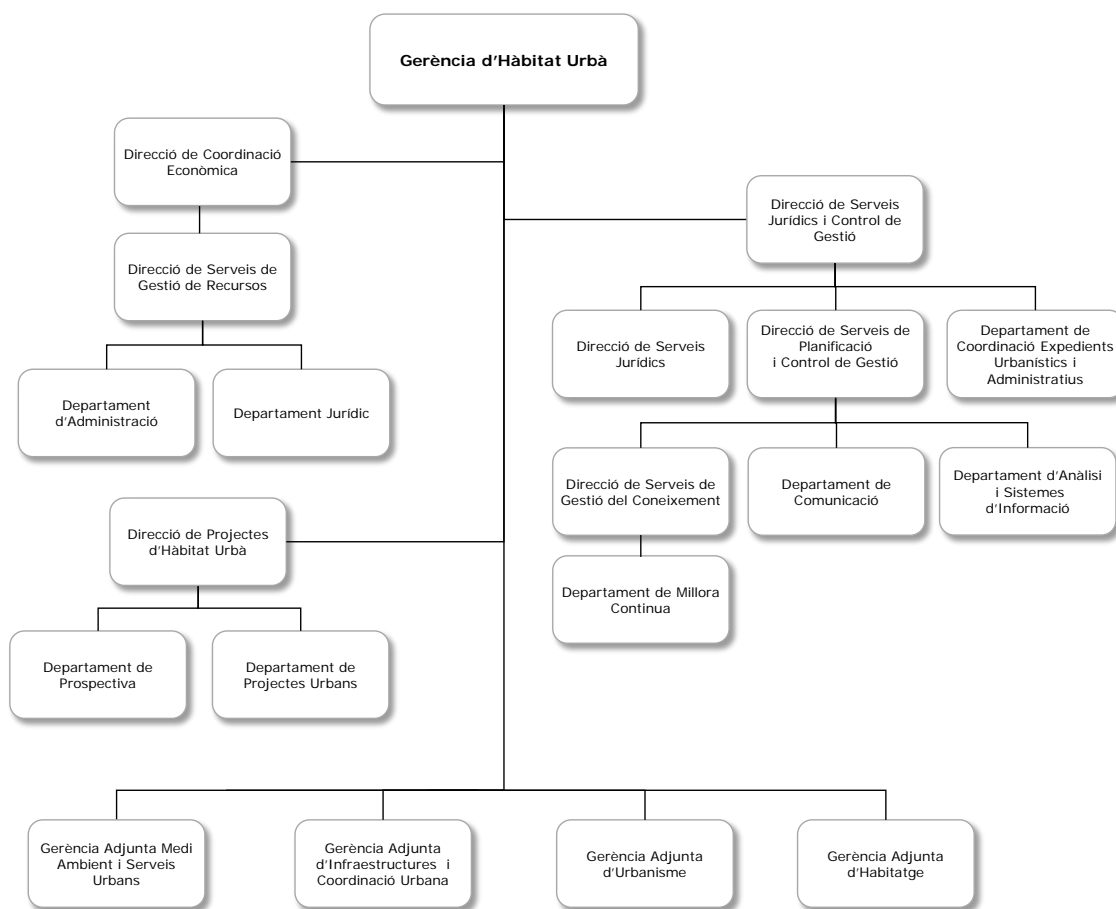 Gerència d'Hàbitat Urbà
Direcció de Coordinació
Econòmica
Direcció de Serveis
Jurídics i Control de
Gestió
Direcció de Serveis de
Gestió de Recursos
Direcció de Serveis
Jurídics
Direcció de Serveis de
Planificació
i Control de Gestió
Departament de
Coordinació Expedients
Urbanístics i
Administratius
Departament
d'Administració
Departament Jurídic
Direcció de Serveis de
Gestió del Coneixement
Departament de
Comunicació
Departament d'Anàlisi
i Sistemes
d'Informació
Direcció de Projectes
d'Hàbitat Urbà
Departament de Millora
Continua
Departament de
Prospectiva
Departament de
Projectes Urbans
Gerència Adjunta Medi
Ambient i Serveis
Urbans
Gerència Adjunta
d'Infraestructures i
Coordinació Urbana
Gerència Adjunta
d'Urbanisme
Gerència Adjunta
d'Habitatge